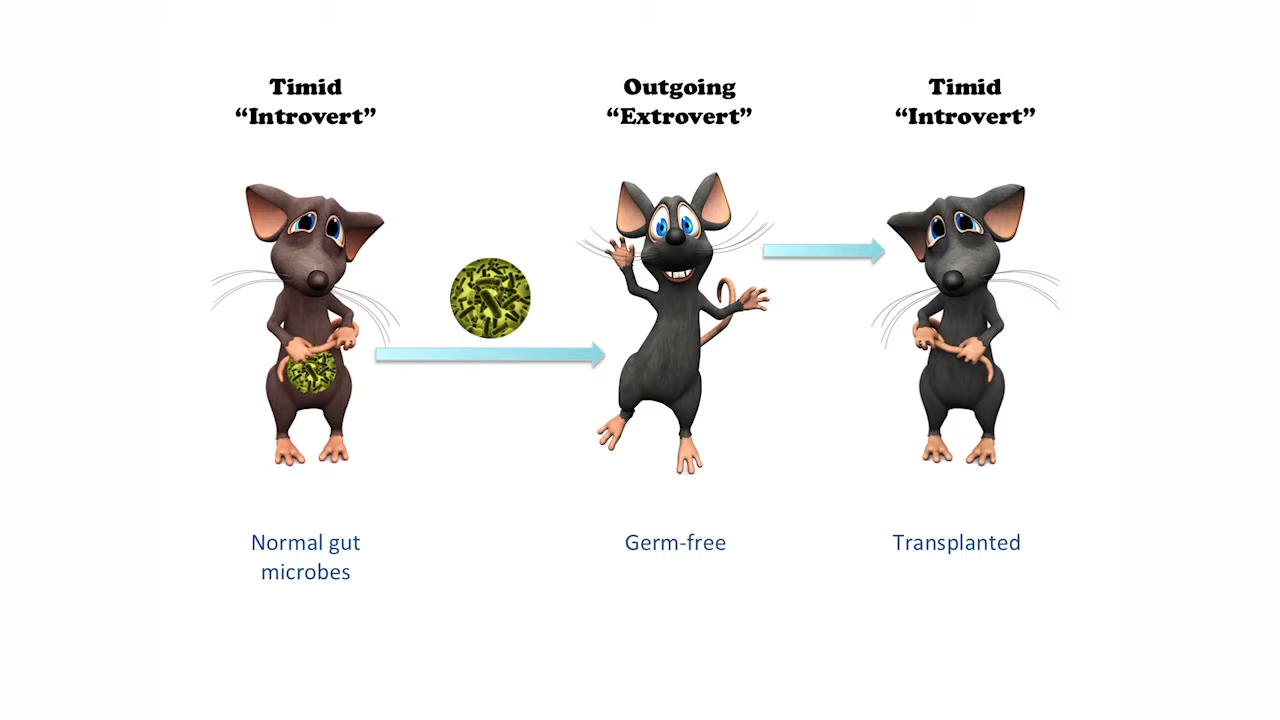 Timid
“Introvert”
Outgoing
“Extrovert”
Timid
“Introvert”
Normal gut
microbes
Germ-free
Transplanted